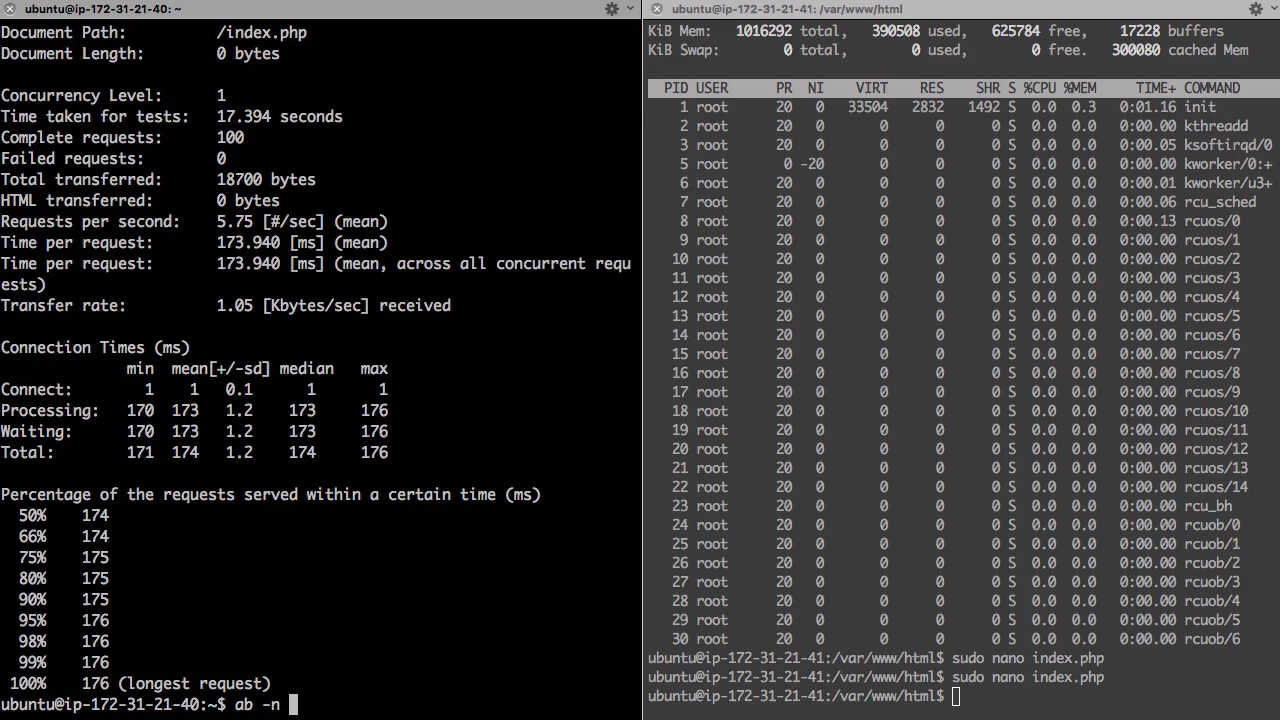 ubuntu@ip-172-31-21-40: ~
Document Path:          /index.php
Document Length:        0 bytes
Concurrency Level:      1
Time taken for tests:   17.394 seconds
Complete requests:      100
Failed requests:        0
Total transferred:      18700 bytes
HTML transferred:       0 bytes
Requests per second:    5.75 [#/sec] (mean)
Time per request:       173.940 [ms] (mean)
Time per request:       173.940 [ms] (mean, across all concurrent requ
ests)
Transfer rate:          1.05 [Kbytes/sec] received
Connection Times (ms)
              min  mean[+/-sd] median   max
Connect:        1    1   0.1      1       1
Processing:   170  173   1.2    173     176
Waiting:      170  173   1.2    173     176
Total:        171  174   1.2    174     176
Percentage of the requests served within a certain time (ms)
  50%    174
  66%    174
  75%    175
  80%    175
  90%    175
  95%    176
  98%    176
  99%    176
 100%    176 (longest request)
ubuntu@ip-172-31-21-40:~$ ab -n
ubuntu@ip-172-31-21-41: /var/www/html
KiB Mem:   1016292 total,   390508 used,   625784 free,    17228 buffers
KiB Swap:        0 total,        0 used,        0 free.   300080 cached Mem
  PID USER      PR  NI    VIRT    RES    SHR S %CPU %MEM     TIME+ COMMAND
    1 root      20   0   33504   2832   1492 S  0.0  0.3   0:01.16 init
    2 root      20   0       0      0      0 S  0.0  0.0   0:00.00 kthreadd
    3 root      20   0       0      0      0 S  0.0  0.0   0:00.05 ksoftirqd/0
    5 root       0 -20       0      0      0 S  0.0  0.0   0:00.00 kworker/0:+
    6 root      20   0       0      0      0 S  0.0  0.0   0:00.01 kworker/u3+
    7 root      20   0       0      0      0 S  0.0  0.0   0:00.06 rcu_sched
    8 root      20   0       0      0      0 S  0.0  0.0   0:00.13 rcuos/0
    9 root      20   0       0      0      0 S  0.0  0.0   0:00.00 rcuos/1
   10 root      20   0       0      0      0 S  0.0  0.0   0:00.00 rcuos/2
   11 root      20   0       0      0      0 S  0.0  0.0   0:00.00 rcuos/3
   12 root      20   0       0      0      0 S  0.0  0.0   0:00.00 rcuos/4
   13 root      20   0       0      0      0 S  0.0  0.0   0:00.00 rcuos/5
   14 root      20   0       0      0      0 S  0.0  0.0   0:00.00 rcuos/6
   15 root      20   0       0      0      0 S  0.0  0.0   0:00.00 rcuos/7
   16 root      20   0       0      0      0 S  0.0  0.0   0:00.00 rcuos/8
   17 root      20   0       0      0      0 S  0.0  0.0   0:00.00 rcuos/9
   18 root      20   0       0      0      0 S  0.0  0.0   0:00.00 rcuos/10
   19 root      20   0       0      0      0 S  0.0  0.0   0:00.00 rcuos/11
   20 root      20   0       0      0      0 S  0.0  0.0   0:00.00 rcuos/12
   21 root      20   0       0      0      0 S  0.0  0.0   0:00.00 rcuos/13
   22 root      20   0       0      0      0 S  0.0  0.0   0:00.00 rcuos/14
   23 root      20   0       0      0      0 S  0.0  0.0   0:00.00 rcu_bh
   24 root      20   0       0      0      0 S  0.0  0.0   0:00.00 rcuob/0
   25 root      20   0       0      0      0 S  0.0  0.0   0:00.00 rcuob/1
   26 root      20   0       0      0      0 S  0.0  0.0   0:00.00 rcuob/2
   27 root      20   0       0      0      0 S  0.0  0.0   0:00.00 rcuob/3
   28 root      20   0       0      0      0 S  0.0  0.0   0:00.00 rcuob/4
   29 root      20   0       0      0      0 S  0.0  0.0   0:00.00 rcuob/5
   30 root      20   0       0      0      0 S  0.0  0.0   0:00.00 rcuob/6
ubuntu@ip-172-31-21-41:/var/www/html$ sudo nano index.php
ubuntu@ip-172-31-21-41:/var/www/html$ sudo nano index.php
ubuntu@ip-172-31-21-41:/var/www/html$